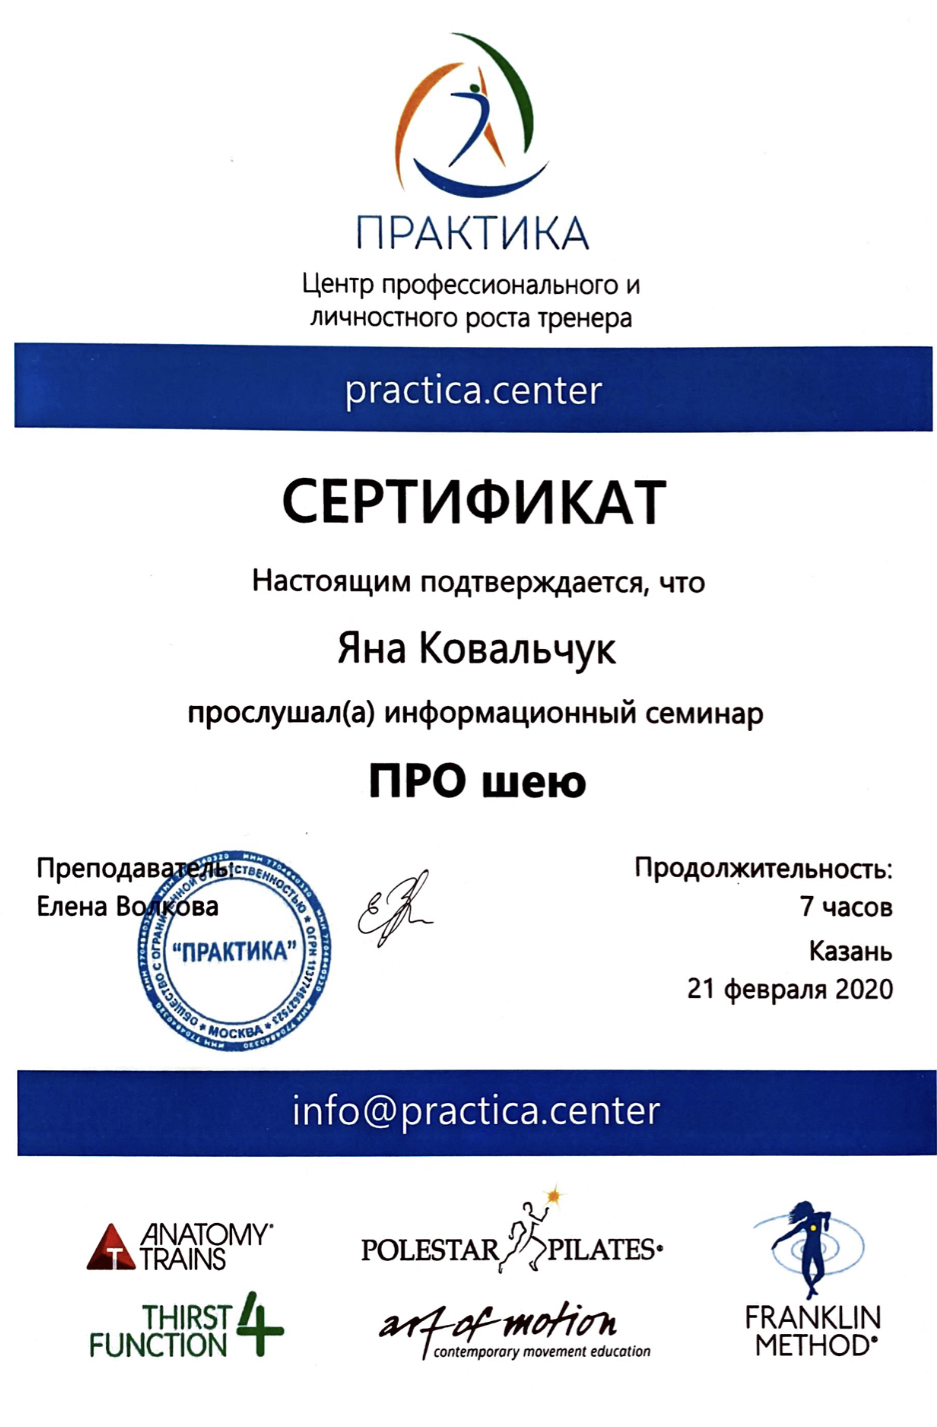 ПРАКТИКА
Центр профессионального и
личностного роста тренера
practica.center
СЕРТИФИКАТ
Настоящим подтверждается, что
Яна Ковальчук
прослушал(а) информационный семинар
ПРО шею
Преподаватель:
Елена Волкова
ОБЩЕСТВО С ОГРАНИЧЕННОЙ ОТВЕТСТВЕННОСТЬЮ
"ПРАКТИКА"
МОСКВА
Продолжительность:
7 часов
Казань
21 февраля 2020
info@practica.center
ANATOMY
TRAINS
POLESTAR PILATES
THIRST
FUNCTION 4
art of motion
contemporary movement education
FRANKLIN
METHOD